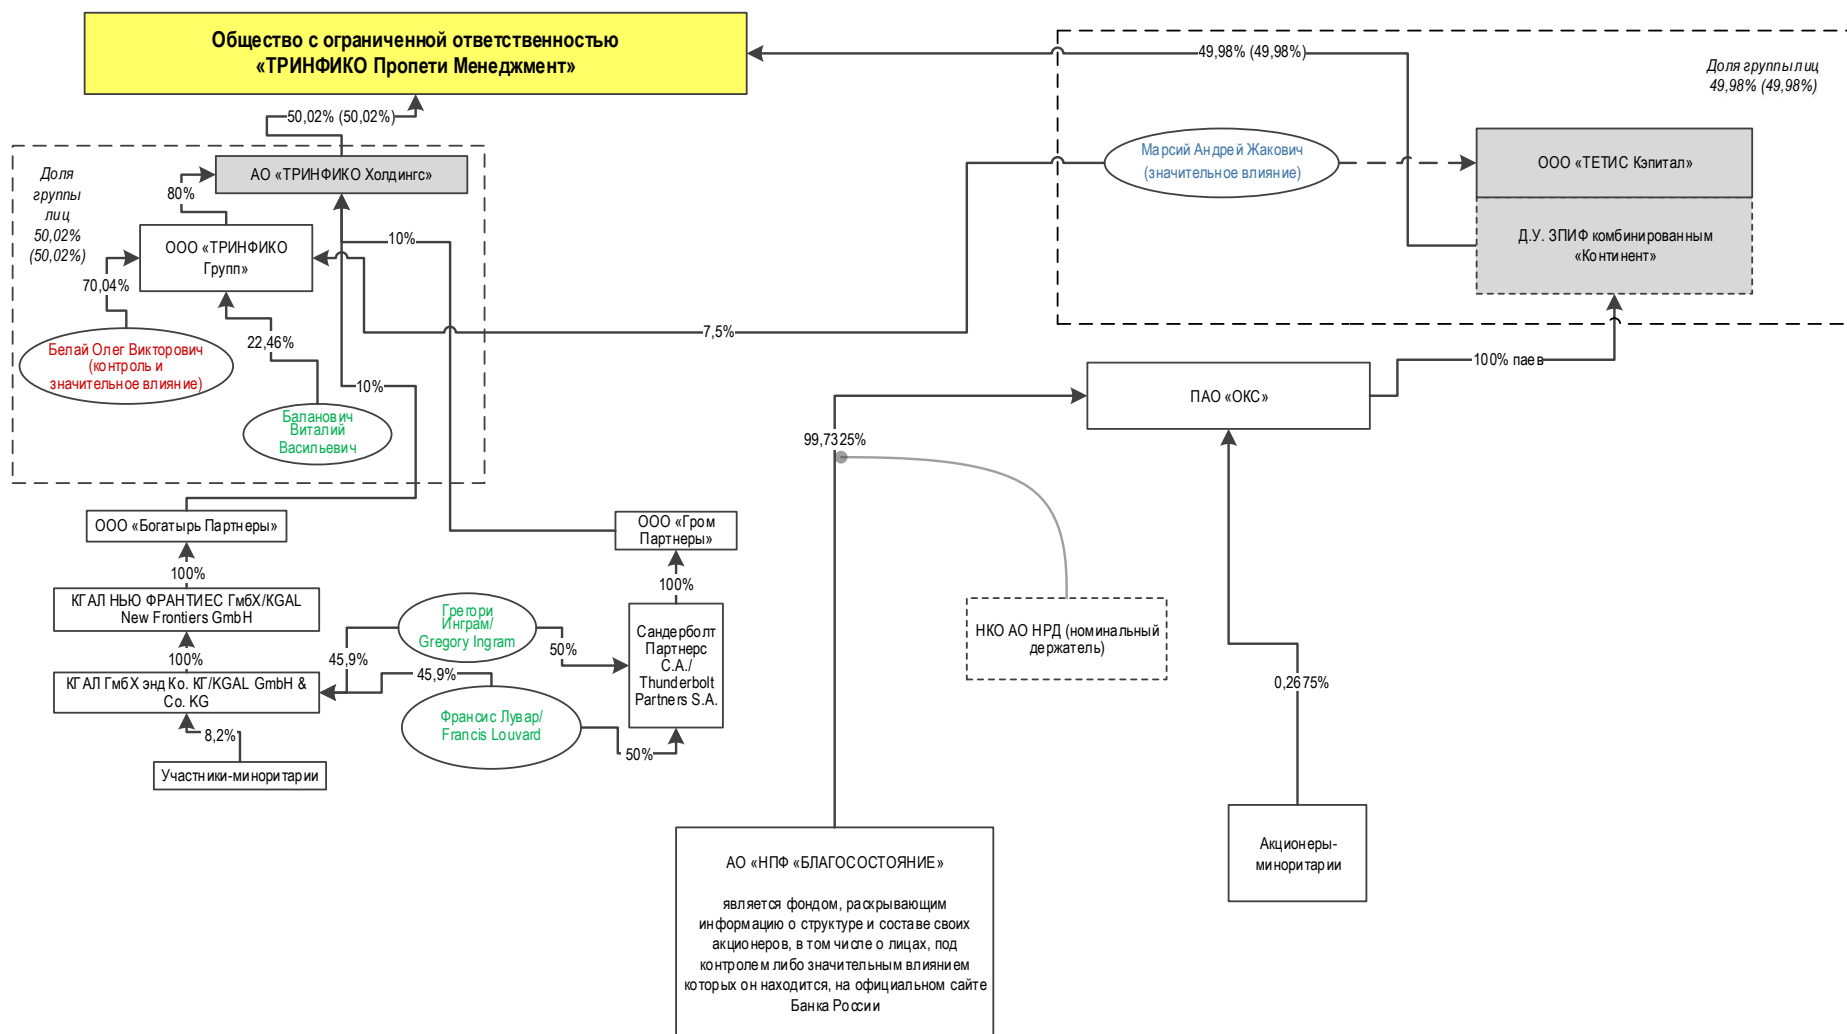 Общество с ограниченной ответственностью
«ТРИНФИКО Пропети Менеджмент»
49,98% (49,98%)
Доля группы лиц
49,98% (49,98%)
50,02% (50,02%)
Доля
группы
лиц
50,02%
(50,02%)
АО «ТРИНФИКО Холдингс»
80%
ООО «ТРИНФИКО
Групп»
10%
70,04%
22,46%
Белай Олег Викторович
(контроль и
значительное влияние)
10%
Баланович
Виталий
Васильевич
7,5%
Марсий Андрей Жакович
(значительное влияние)
ООО «ТЕТИС Кэпитал»
Д.У. ЗПИФ комбинированным
«Континент»
100% паев
ПАО «ОКС»
99,7325%
НКО АО НРД (номинальный
держатель)
0,2675%
ООО «Богатырь Партнеры»
100%
КГАЛ НЬЮ ФРАНТИЕС ГмбХ/KGAL
New Frontiers GmbH
100%
КГАЛ ГмбХ энд Ко. КГ/KGAL GmbH &
Co. KG
8,2%
Участники-миноритарии
45,9%
45,9%
Грегори
Инграм/
Gregory Ingram
50%
Франсис Лувар/
Francis Louvard
50%
ООО «Гром
Партнеры»
100%
Сандерболт
Партнерс
С.А./
Thunderbolt
Partners S.A.
АО «НПФ «БЛАГОСОСТОЯНИЕ»
является фондом, раскрывающим
информацию о структуре и составе своих
акционеров, в том числе о лицах, под
контролем либо значительным влиянием
которых он находится, на официальном сайте
Банка России
Акционеры-
миноритарии